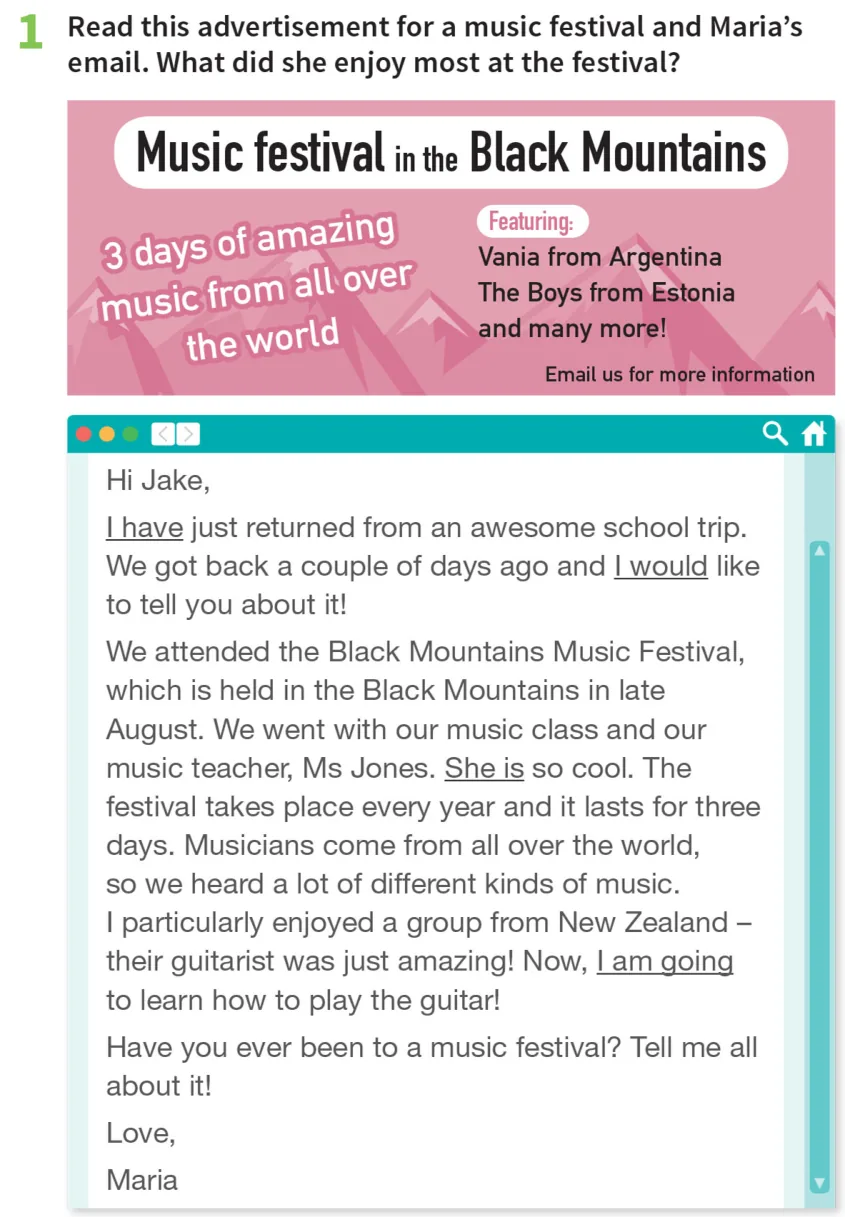 1 Read this advertisement for a music festival and Maria's
email. What did she enjoy most at the festival?
Music festival in the Black Mountains
3 days of amazing
music from all over
the world
Featuring:
Vania from Argentina
The Boys from Estonia
and many more!
Email us for more information
Hi Jake,
I have just returned from an awesome school trip.
We got back a couple of days ago and I would like
to tell you about it!
We attended the Black Mountains Music Festival,
which is held in the Black Mountains in late
August. We went with our music class and our
music teacher, Ms Jones. She is so cool. The
festival takes place every year and it lasts for three
days. Musicians come from all over the world,
so we heard a lot of different kinds of music.
I particularly enjoyed a group from New Zealand –
their guitarist was just amazing! Now, I am going
to learn how to play the guitar!
Have you ever been to a music festival? Tell me all
about it!
Love,
Maria